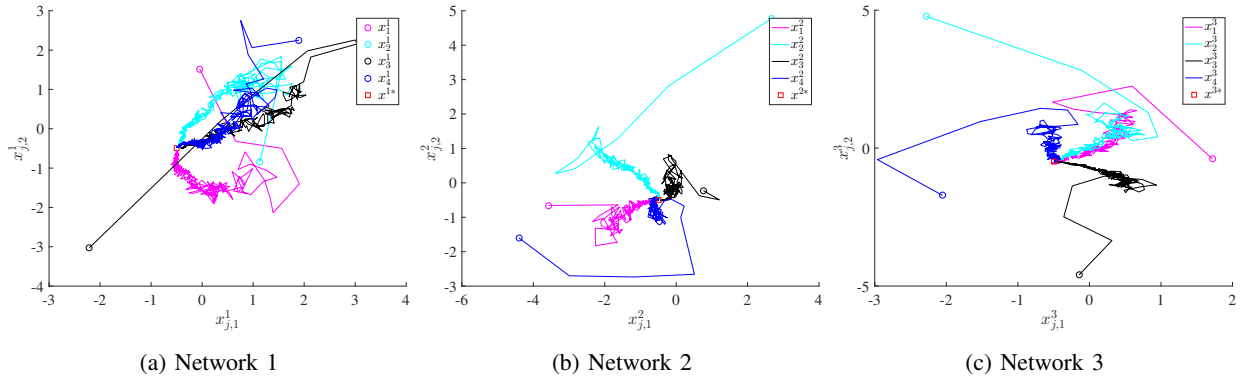 3
2
1
0
-1
-2
-3
-4
-3 -2 -1 0 1 2 3 4
x^1_{j,2}
x^1_{j,1}
x^1_1
x^1_2
x^1_3
x^1_4
x^{1*}
(a) Network 1
5
4
3
2
1
0
-1
-2
-3
-6 -4 -2 0 2 4
x^2_{j,2}
x^2_{j,1}
x^2_1
x^2_2
x^2_3
x^2_4
x^{2*}
(b) Network 2
5
0
-5
-3 -2 -1 0 1 2
x^3_{j,2}
x^3_{j,1}
x^3_1
x^3_2
x^3_3
x^3_4
x^{3*}
(c) Network 3